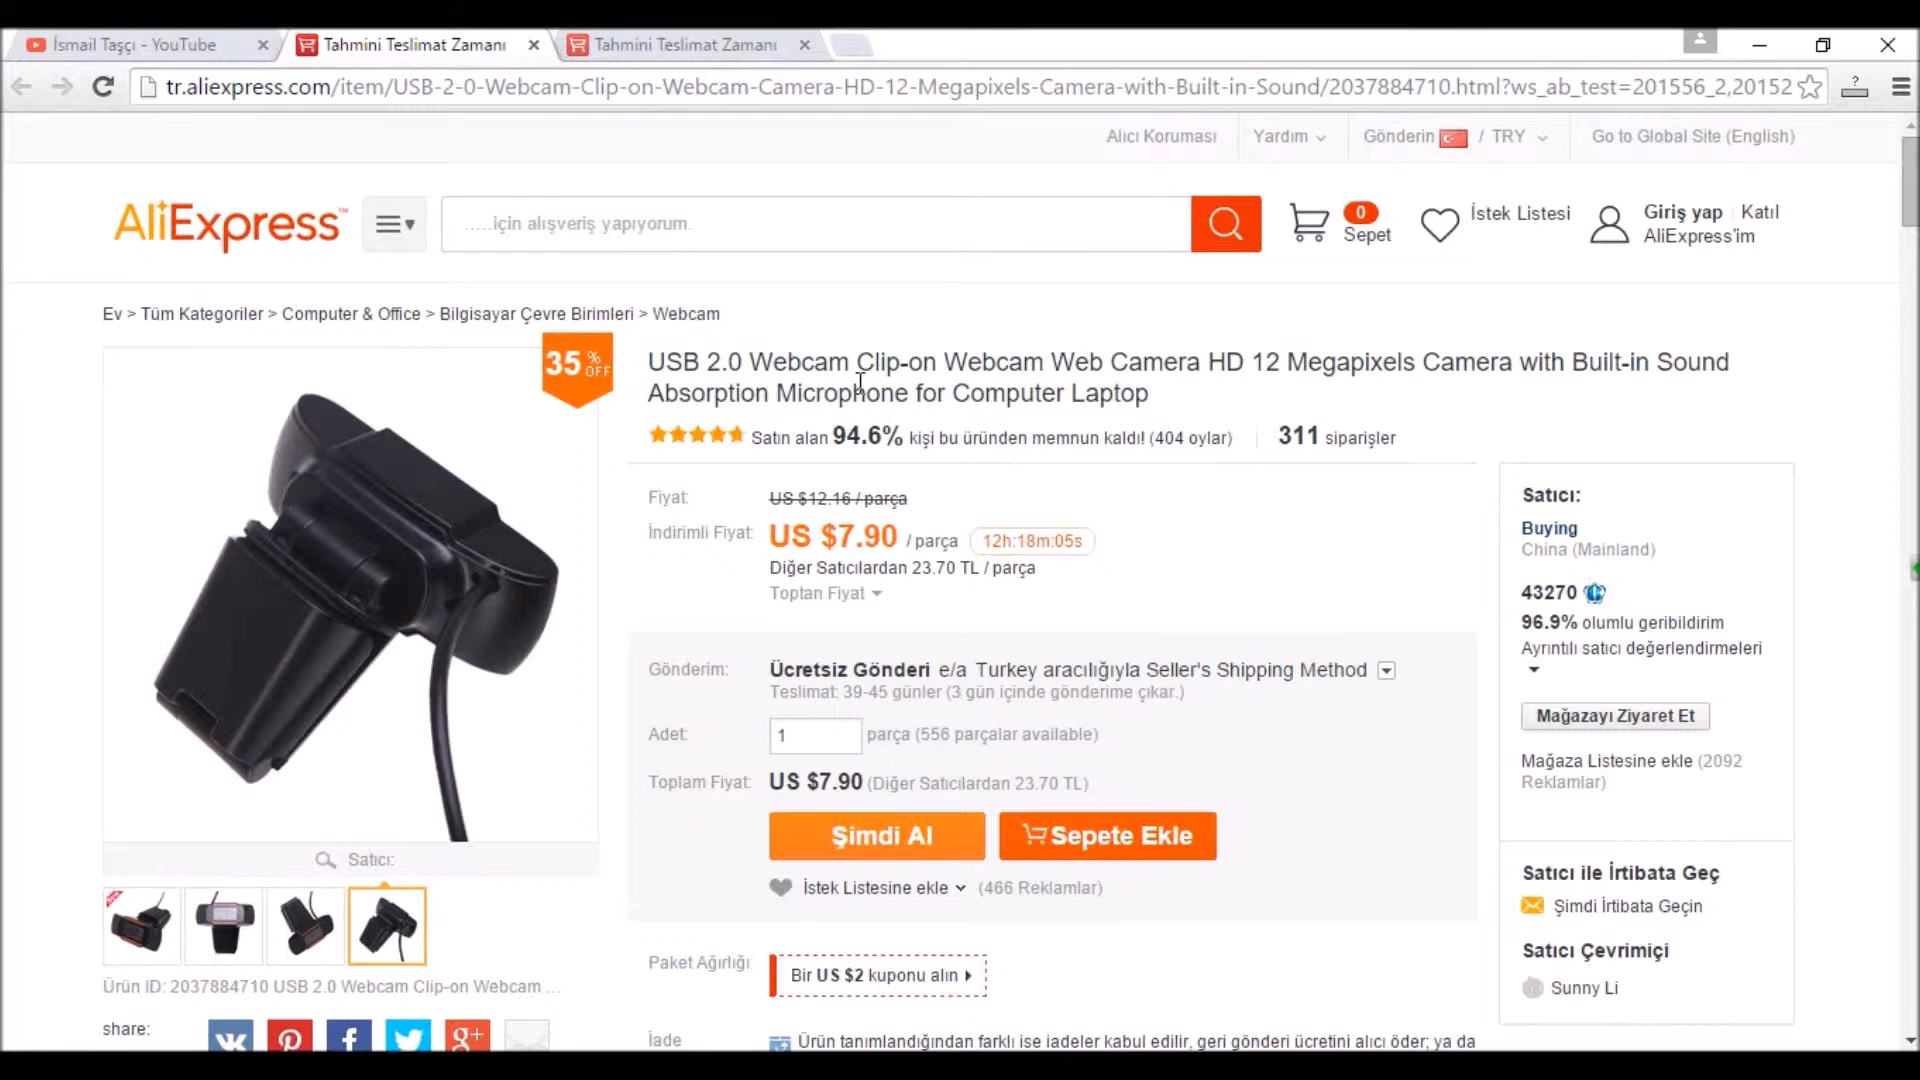 İsmail Taşçı - YouTube
Tahmini Teslimat Zamanı
Tahmini Teslimat Zamanı
tr.aliexpress.com/item/USB-2-0-Webcam-Clip-on-Webcam-Camera-HD-12-Megapixels-Camera-with-Built-in-Sound/2037884710.html?ws_ab_test=201556_2,20152
Alıcı Koruması
Yardım
Gönderin / TRY
Go to Global Site (English)
AliExpress™
.....için alışveriş yapıyorum.
0
Sepet
İstek Listesi
Giriş yap Katıl
AliExpress'im
Ev > Tüm Kategoriler > Computer & Office > Bilgisayar Çevre Birimleri > Webcam
35 % OFF
USB 2.0 Webcam Clip-on Webcam Web Camera HD 12 Megapixels Camera with Built-in Sound
Absorption Microphone for Computer Laptop
Satın alan 94.6% kişi bu üründen memnun kaldı! (404 oylar) 311 siparişler
Fiyat: US $12.16 / parça
İndirimli Fiyat: US $7.90 / parça 12h:18m:05s
Diğer Satıcılardan 23.70 TL / parça
Toptan Fiyat
Gönderim: Ücretsiz Gönderi e/a Turkey aracılığıyla Seller's Shipping Method
Teslimat: 39-45 günler (3 gün içinde gönderime çıkar.)
Adet: 1 parça (556 parçalar available)
Toplam Fiyat: US $7.90 (Diğer Satıcılardan 23.70 TL)
Şimdi Al
Sepete Ekle
İstek Listesine ekle (466 Reklamlar)
Paket Ağırlığı: Bir US $2 kuponu alın
İade Ürün tanımlandığından farklı ise iadeler kabul edilir, geri gönderi ücretini alıcı öder; ya da
Satıcı:
Ürün ID: 2037884710 USB 2.0 Webcam Clip-on Webcam ...
share:
Satıcı:
Buying
China (Mainland)
43270
96.9% olumlu geribildirim
Ayrıntılı satıcı değerlendirmeleri
Mağazayı Ziyaret Et
Mağaza Listesine ekle (2092
Reklamlar)
Satıcı ile İrtibata Geç
Şimdi İrtibata Geçin
Satıcı Çevrimiçi
Sunny Li